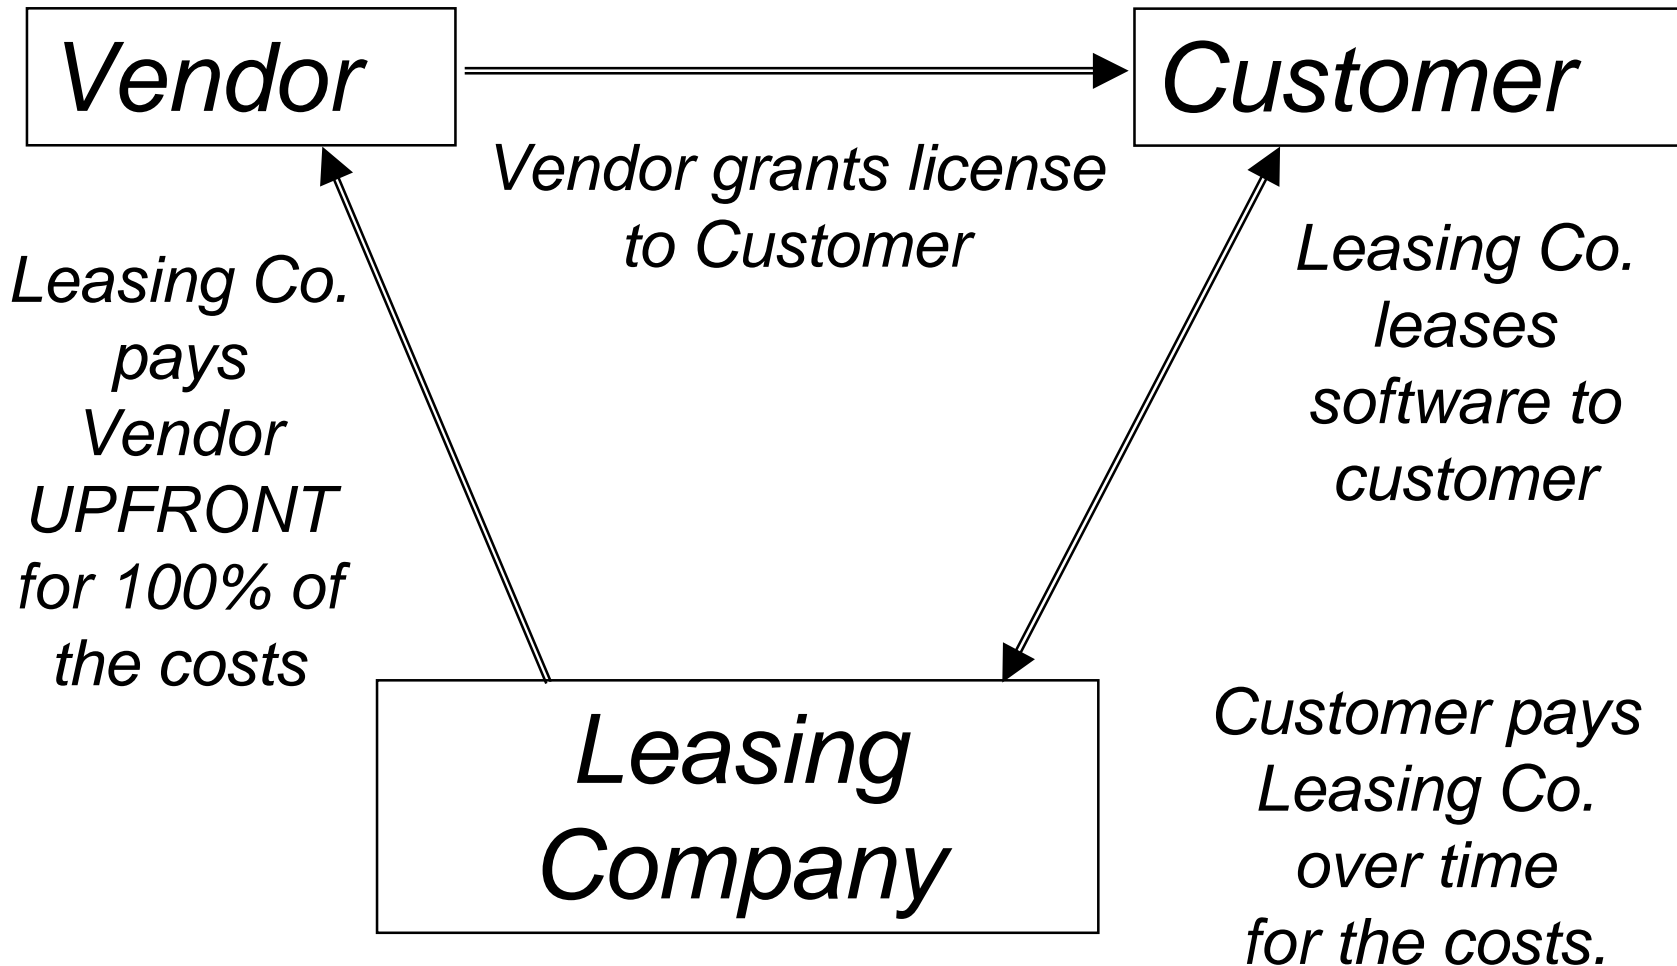 Vendor
Customer
Vendor grants license
to Customer
Leasing Co.
pays
Vendor
UPFRONT
for 100% of
the costs
Leasing Co.
leases
software to
customer
Leasing
Company
Customer pays
Leasing Co.
over time
for the costs.